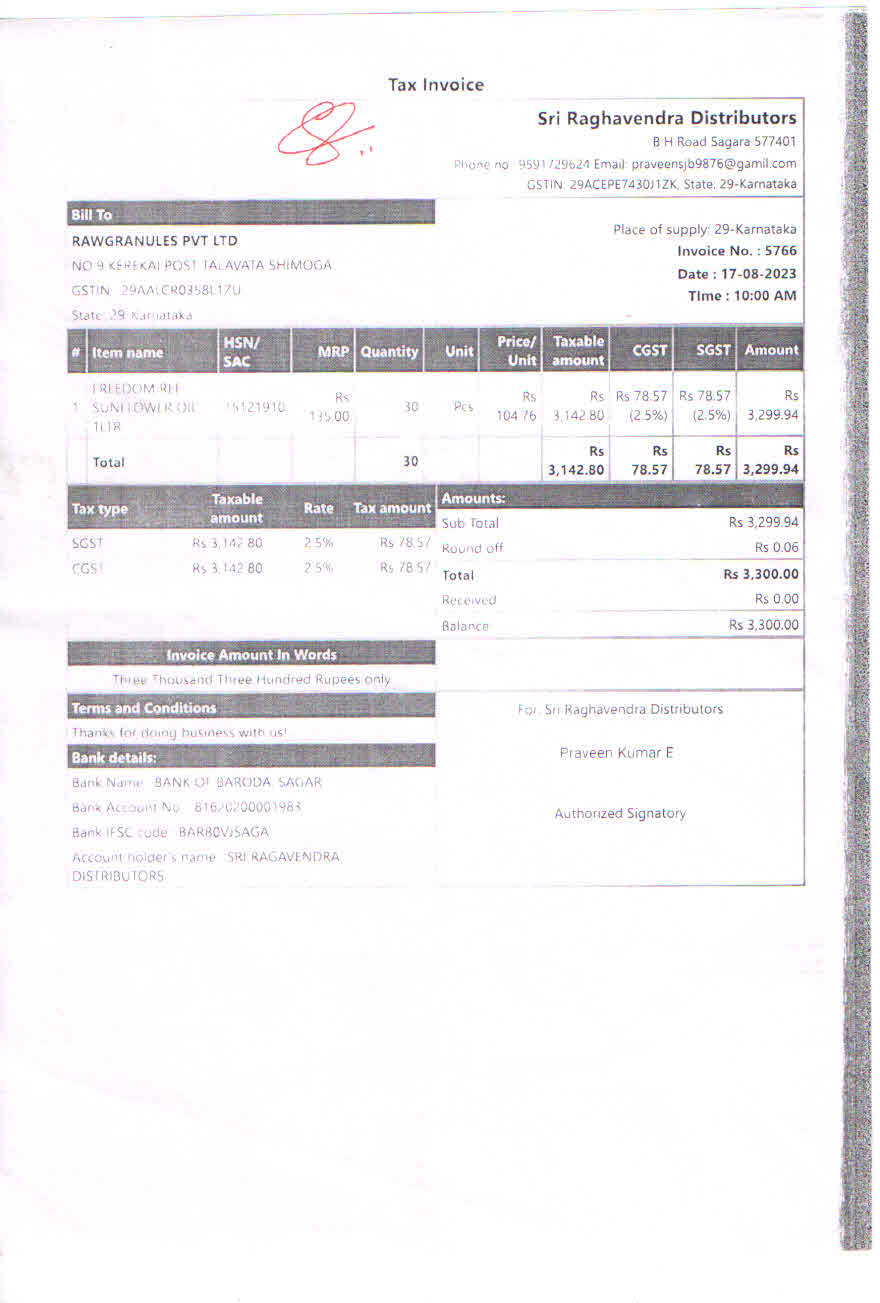 Tax Invoice
Sri Raghavendra Distributors
B H Road Sagara 577401
Phone no.: 9591729624 Email: praveensjb9876@gamil.com
GSTIN: 29ACEPE7430J1ZK, State: 29-Karnataka
Bill To
RAWGRANULES PVT LTD
NO 9 KEREKAI POST TALAVATA SHIMOGA
GSTIN: 29AALCR0358L1ZU
State: 29-Karnataka
Place of supply: 29-Karnataka
Invoice No. : 5766
Date : 17-08-2023
Time : 10:00 AM
# Item name HSN/ SAC MRP Quantity Unit Price/ Unit Taxable amount CGST SGST Amount
1 FREEDOM REF SUNFLOWER OIL 1LTR 15121910 Rs 135.00 30 Pcs Rs 104.76 Rs 3,142.80 Rs 78.57 (2.5%) Rs 78.57 (2.5%) Rs 3,299.94
Total 30 Rs 3,142.80 Rs 78.57 Rs 78.57 Rs 3,299.94
Tax type Taxable amount Rate Tax amount
SGST Rs 3,142.80 2.5% Rs 78.57
CGST Rs 3,142.80 2.5% Rs 78.57
Amounts:
Sub Total Rs 3,299.94
Round off Rs 0.06
Total Rs 3,300.00
Received Rs 0.00
Balance Rs 3,300.00
Invoice Amount In Words
Three Thousand Three Hundred Rupees only
Terms and Conditions
Thanks for doing business with us!
Bank details:
Bank Name: BANK OF BARODA, SAGAR
Bank Account No.: 81620200001983
Bank IFSC code: BARB0VJSAGA
Account holder's name: SRI RAGAVENDRA
DISTRIBUTORS
For, Sri Raghavendra Distributors
Praveen Kumar E
Authorized Signatory